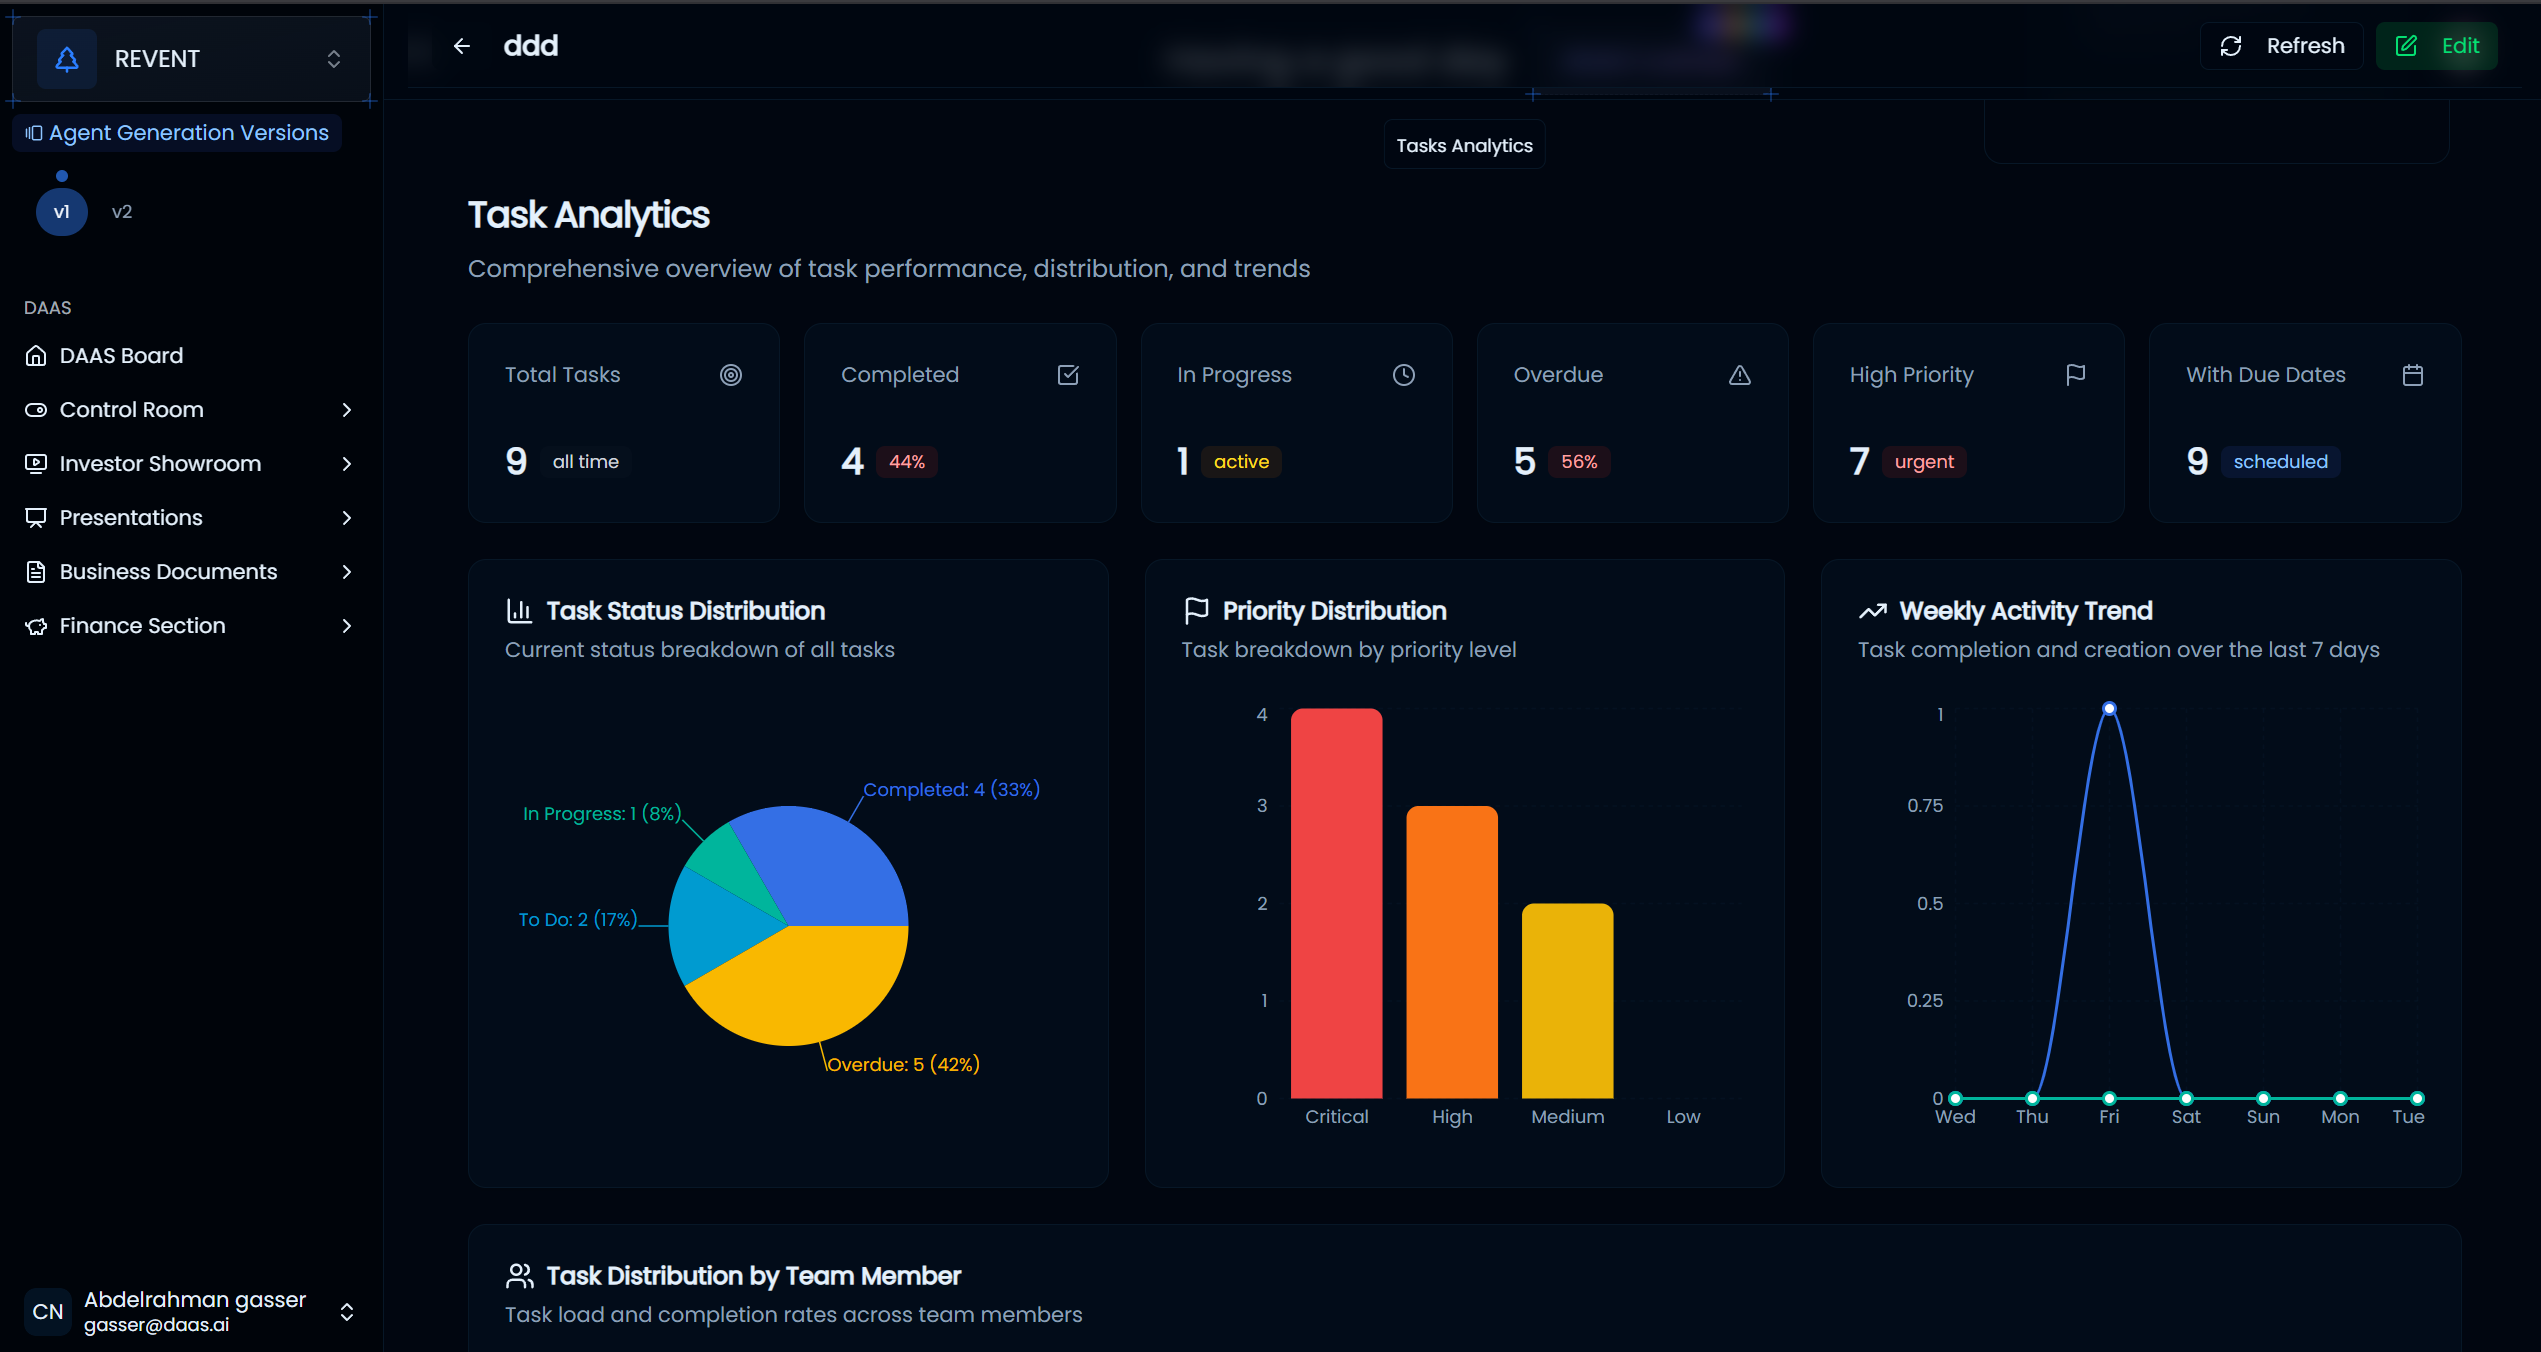 REVENT
Agent Generation Versions
v1
v2
DAAS
DAAS Board
Control Room
Investor Showroom
Presentations
Business Documents
Finance Section
CN
Abdelrahman gasser
gasser@daas.ai
ddd
Refresh
Edit
Tasks Analytics
Task Analytics
Comprehensive overview of task performance, distribution, and trends
Total Tasks
9 all time
Completed
4 44%
In Progress
1 active
Overdue
5 56%
High Priority
7 urgent
With Due Dates
9 scheduled
Task Status Distribution
Current status breakdown of all tasks
Completed: 4 (33%)
In Progress: 1 (8%)
To Do: 2 (17%)
Overdue: 5 (42%)
Priority Distribution
Task breakdown by priority level
4
3
2
1
0
Critical High Medium Low
Weekly Activity Trend
Task completion and creation over the last 7 days
1
0.75
0.5
0.25
0
Wed Thu Fri Sat Sun Mon Tue
Task Distribution by Team Member
Task load and completion rates across team members